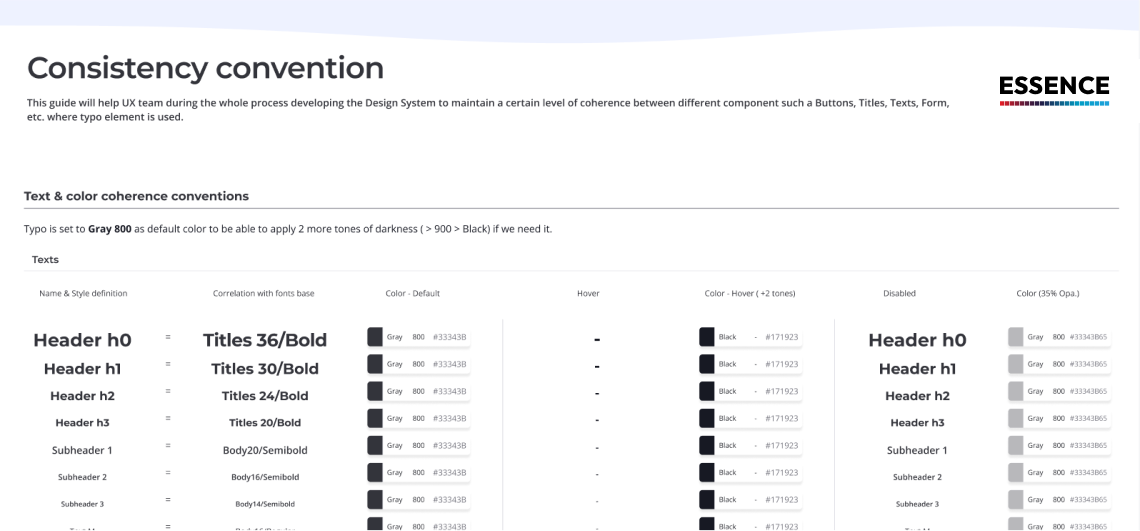 Consistency convention
This guide will help UX team during the whole process developing the Design System to maintain a certain level of coherence between different component such a Buttons, Titles, Texts, Form,
etc. where typo element is used.
ESSENCE
Text & color coherence conventions
Typo is set to Gray 800 as default color to be able to apply 2 more tones of darkness ( > 900 > Black) if we need it.
Texts
Name & Style definition Correlation with fonts base Color - Default Hover Color - Hover ( +2 tones) Disabled Color (35% Opa.)
Header h0 = Titles 36/Bold Gray 800 #33343B - Black - #171923 Header h0 Gray 800 #33343B65
Header h1 = Titles 30/Bold Gray 800 #33343B - Black - #171923 Header h1 Gray 800 #33343B65
Header h2 = Titles 24/Bold Gray 800 #33343B - Black - #171923 Header h2 Gray 800 #33343B65
Header h3 = Titles 20/Bold Gray 800 #33343B - Black - #171923 Header h3 Gray 800 #33343B65
Subheader 1 = Body20/Semibold Gray 800 #33343B - Black - #171923 Subheader 1 Gray 800 #33343B65
Subheader 2 = Body16/Semibold Gray 800 #33343B - Black - #171923 Subheader 2 Gray 800 #33343B65
Subheader 3 = Body14/Semibold Gray 800 #33343B - Black - #171923 Subheader 3 Gray 800 #33343B65
= Gray 800 #33343B - Black - #171923 Gray 800 #33343B65